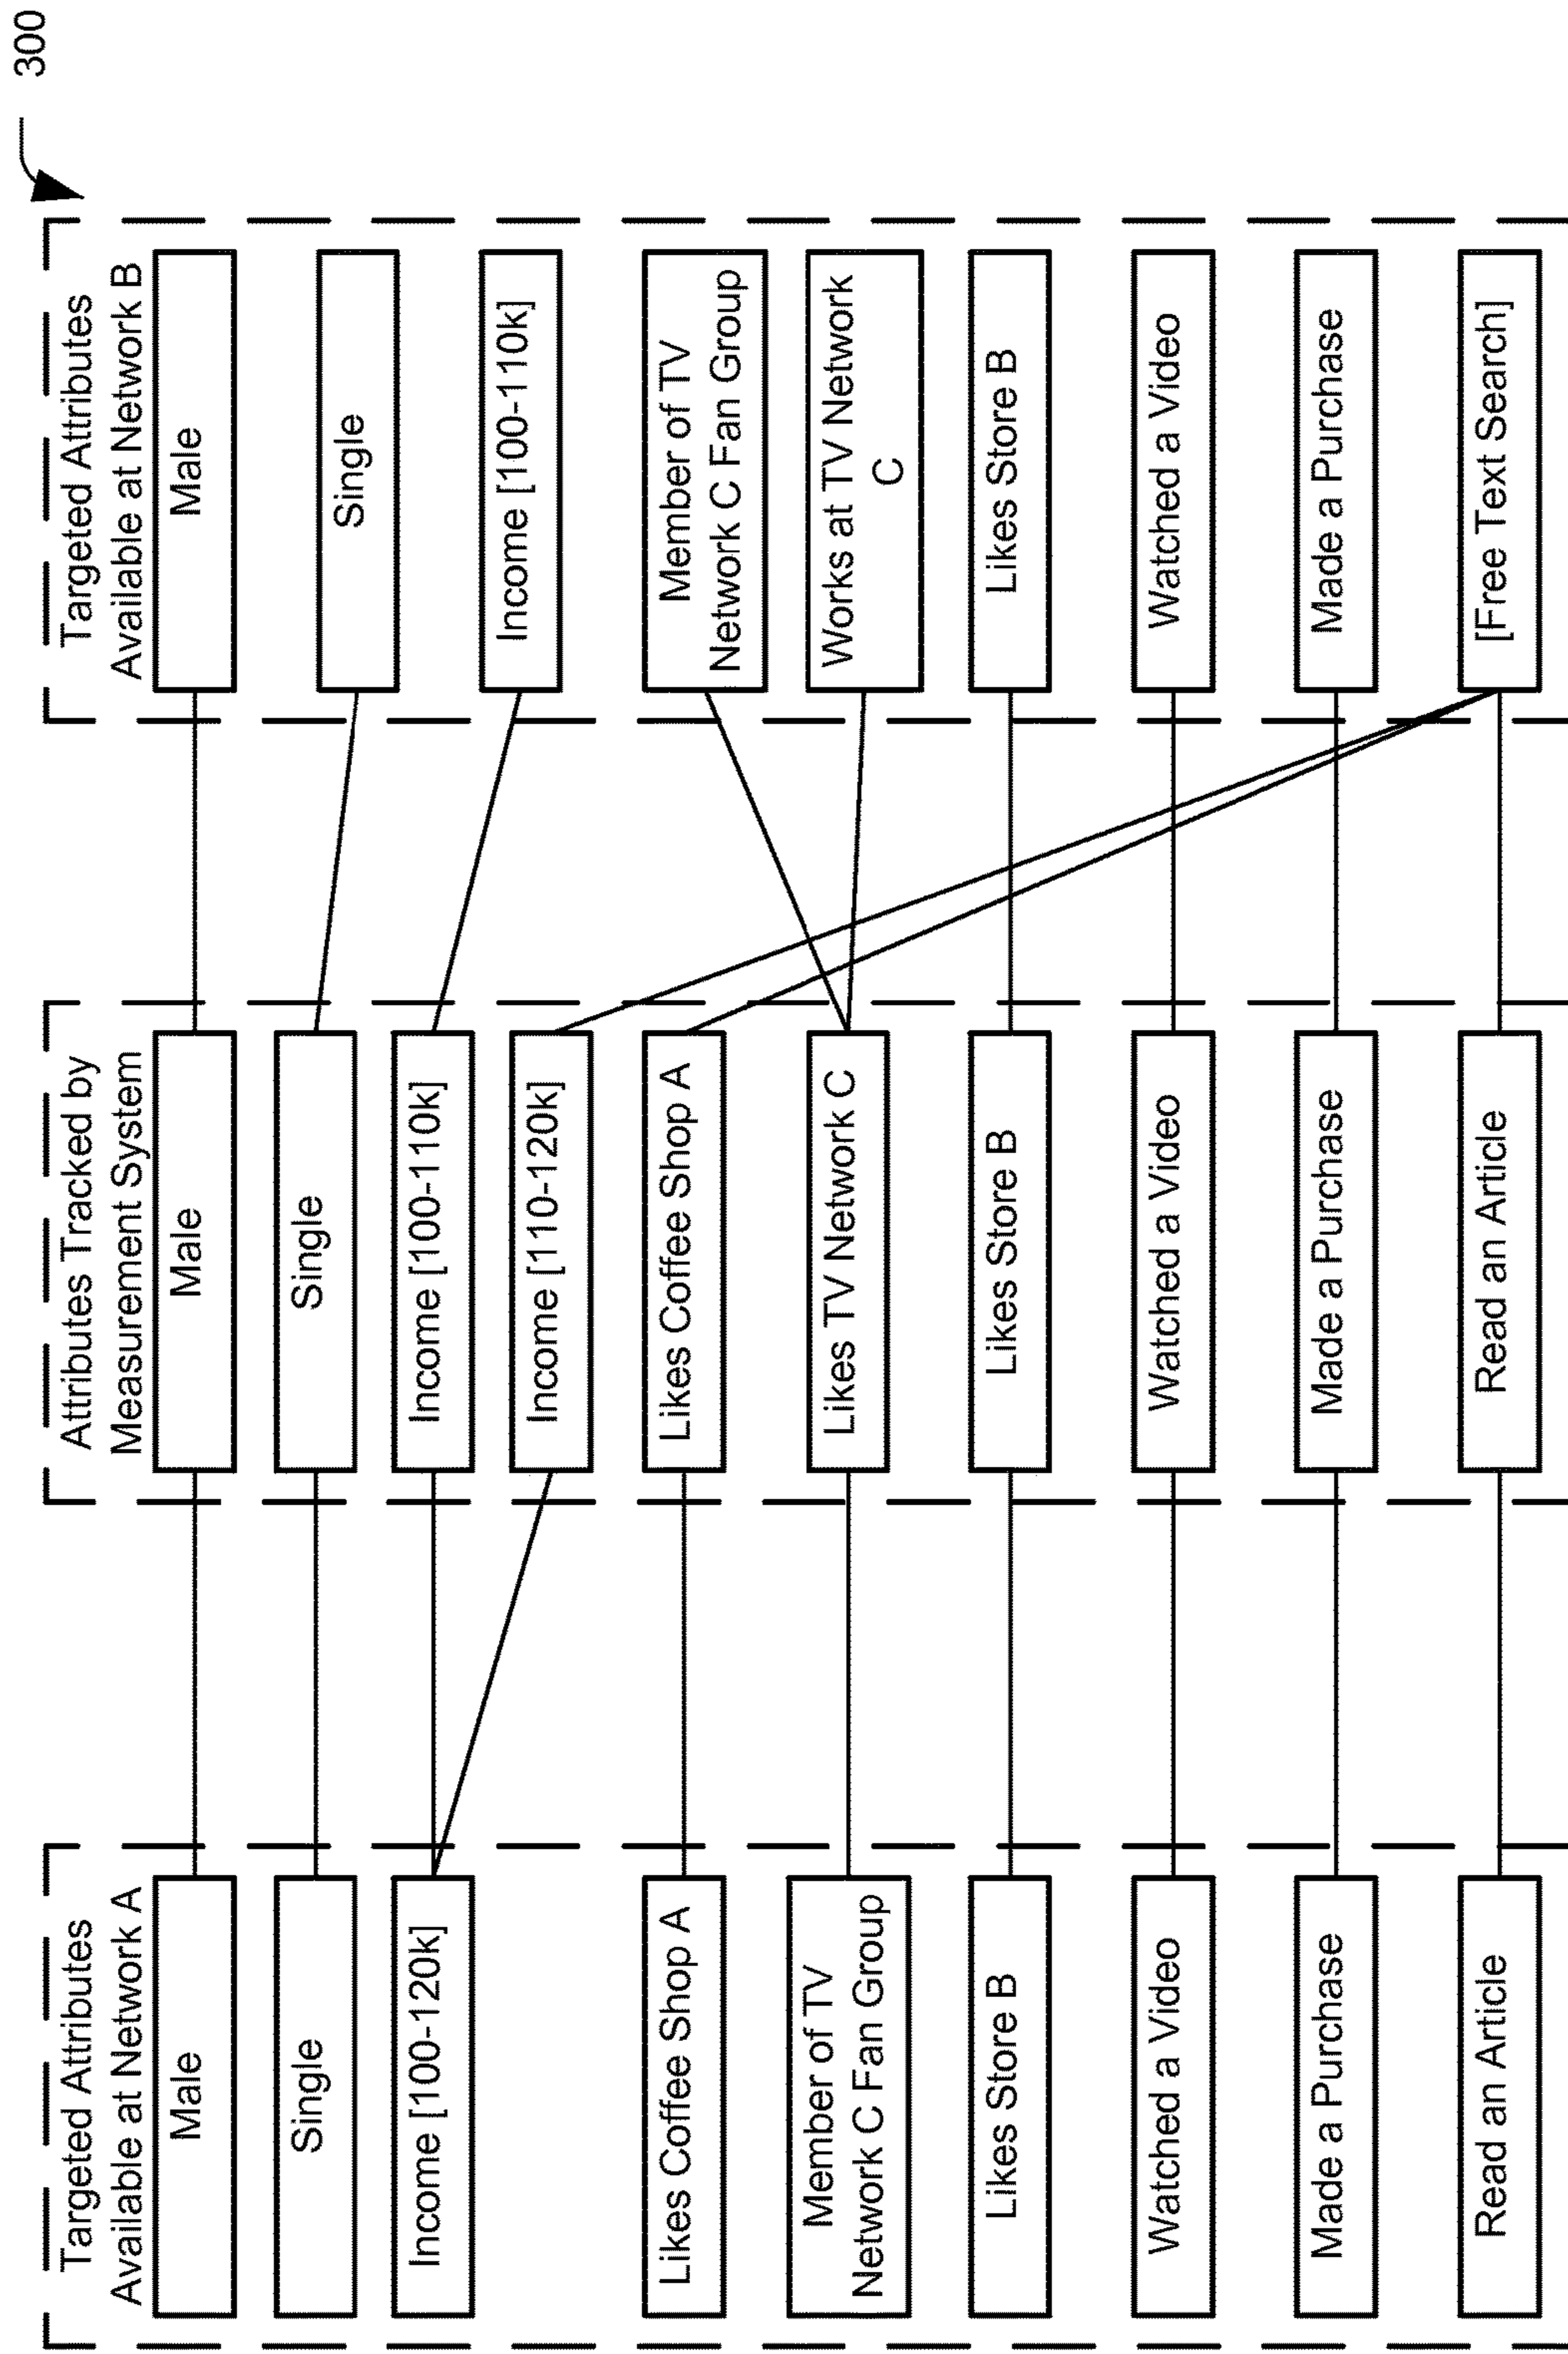 300
Targeted Attributes
Available at Network A
Male
Single
Income [100-120k]
Likes Coffee Shop A
Member of TV
Network C Fan Group
Likes Store B
Watched a Video
Made a Purchase
Read an Article
Attributes Tracked by
Measurement System
Male
Single
Income [100-110k]
Income [110-120k]
Likes Coffee Shop A
Likes TV Network C
Likes Store B
Watched a Video
Made a Purchase
Read an Article
Targeted Attributes
Available at Network B
Male
Single
Income [100-110k]
Member of TV
Network C Fan Group
Works at TV Network
C
Likes Store B
Watched a Video
Made a Purchase
[Free Text Search]